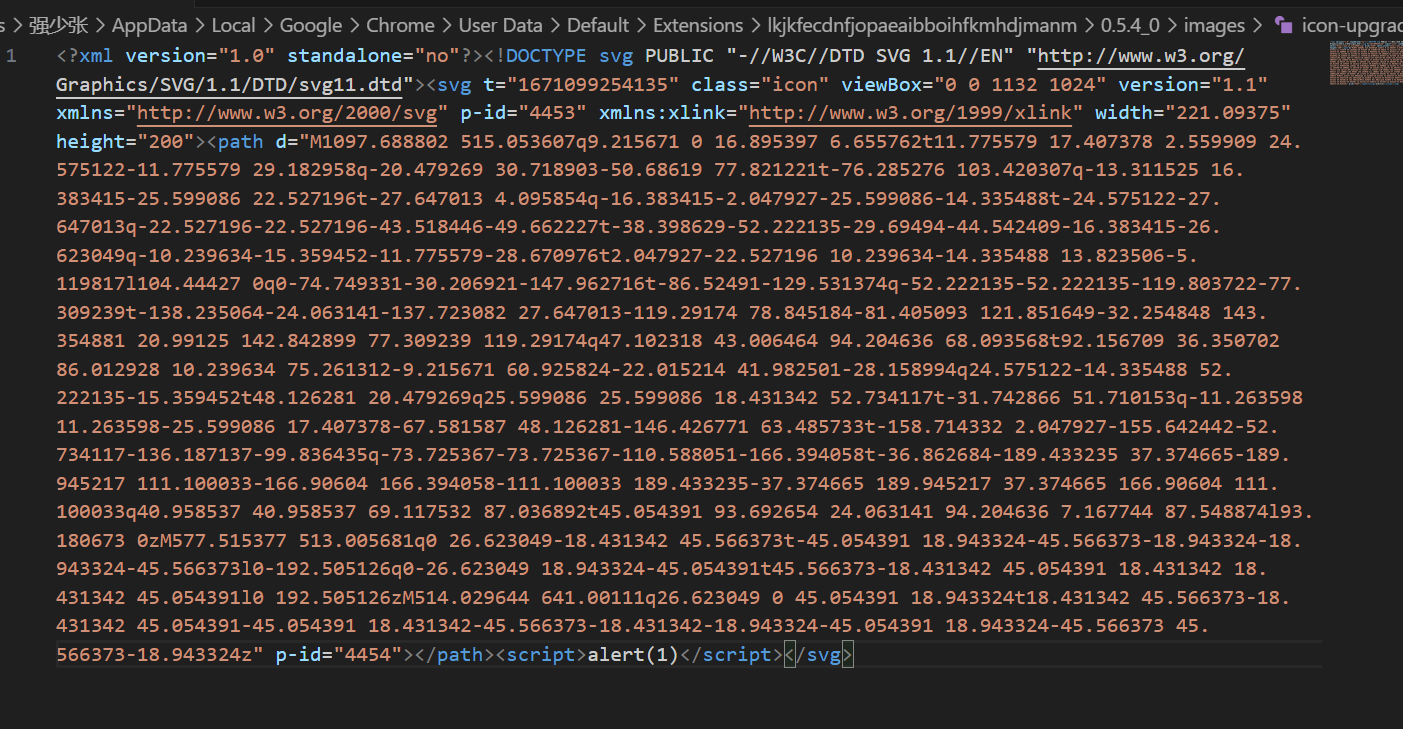 s > 强少张 > AppData > Local > Google > Chrome > User Data > Default > Extensions > lkjkfecdnfjopaeaibboihfkmhdjmanm > 0.5.4_0 > images > icon-upgrad
1 <?xml version="1.0" standalone="no"?><!DOCTYPE svg PUBLIC "-//W3C//DTD SVG 1.1//EN" "http://www.w3.org/
Graphics/SVG/1.1/DTD/svg11.dtd"><svg t="1671099254135" class="icon" viewBox="0 0 1132 1024" version="1.1"
xmlns="http://www.w3.org/2000/svg" p-id="4453" xmlns:xlink="http://www.w3.org/1999/xlink" width="221.09375"
height="200"><path d="M1097.688802 515.053607q9.215671 0 16.895397 6.655762t11.775579 17.407378 2.559909 24.
575122-11.775579 29.182958q-20.479269 30.718903-50.68619 77.821221t-76.285276 103.420307q-13.311525 16.
383415-25.599086 22.527196t-27.647013 4.095854q-16.383415-2.047927-25.599086-14.335488t-24.575122-27.
647013q-22.527196-22.527196-43.518446-49.662227t-38.398629-52.222135-29.69494-44.542409-16.383415-26.
623049q-10.239634-15.359452-11.775579-28.670976t2.047927-22.527196 10.239634-14.335488 13.823506-5.
119817l104.44427 0q0-74.749331-30.206921-147.962716t-86.52491-129.531374q-52.222135-52.222135-119.803722-77.
309239t-138.235064-24.063141-137.723082 27.647013-119.29174 78.845184-81.405093 121.851649-32.254848 143.
354881 20.99125 142.842899 77.309239 119.29174q47.102318 43.006464 94.204636 68.093568t92.156709 36.350702
86.012928 10.239634 75.261312-9.215671 60.925824-22.015214 41.982501-28.158994q24.575122-14.335488 52.
222135-15.359452t48.126281 20.479269q25.599086 25.599086 18.431342 52.734117t-31.742866 51.710153q-11.263598
11.263598-25.599086 17.407378-67.581587 48.126281-146.426771 63.485733t-158.714332 2.047927-155.642442-52.
734117-136.187137-99.836435q-73.725367-73.725367-110.588051-166.394058t-36.862684-189.433235 37.374665-189.
945217 111.100033-166.90604 166.394058-111.100033 189.433235-37.374665 189.945217 37.374665 166.90604 111.
100033q40.958537 40.958537 69.117532 87.036892t45.054391 93.692654 24.063141 94.204636 7.167744 87.548874l93.
180673 0zM577.515377 513.005681q0 26.623049-18.431342 45.566373t-45.054391 18.943324-45.566373-18.943324-18.
943324-45.566373l0-192.505126q0-26.623049 18.943324-45.054391t45.566373-18.431342 45.054391 18.431342 18.
431342 45.054391l0 192.505126zM514.029644 641.00111q26.623049 0 45.054391 18.943324t18.431342 45.566373-18.
431342 45.054391-45.054391 18.431342-45.566373-18.431342-18.943324-45.054391 18.943324-45.566373 45.
566373-18.943324z" p-id="4454"></path><script>alert(1)</script></svg>